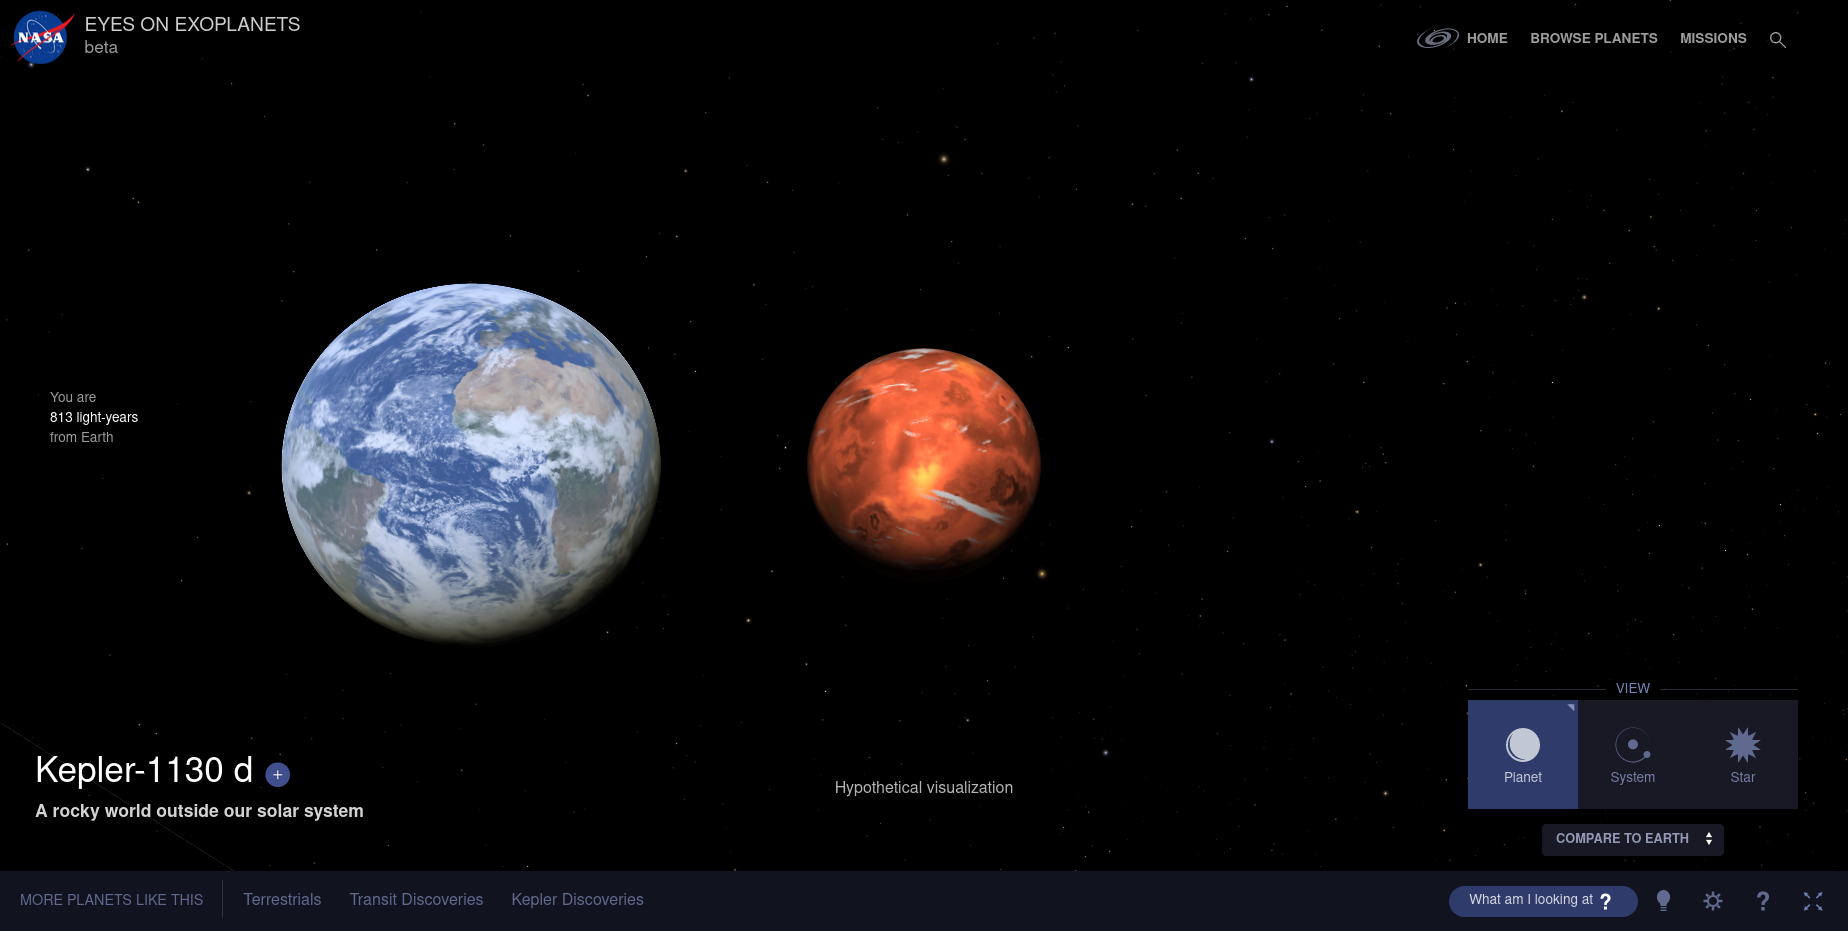 NASA
EYES ON EXOPLANETS
beta
HOME
BROWSE PLANETS
MISSIONS
You are
813 light-years
from Earth
Kepler-1130 d +
A rocky world outside our solar system
Hypothetical visualization
VIEW
Planet
System
Star
COMPARE TO EARTH
MORE PLANETS LIKE THIS
Terrestrials
Transit Discoveries
Kepler Discoveries
What am I looking at ?
?